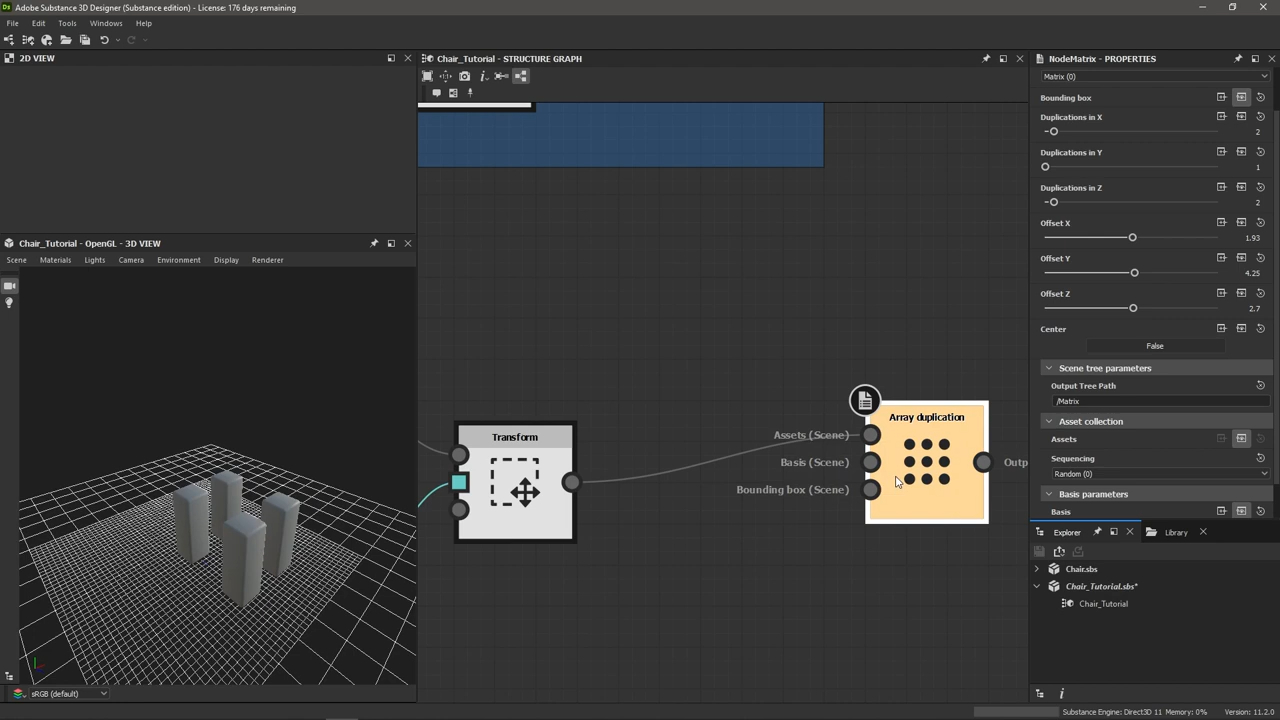 Adobe Substance 3D Designer (Substance edition) - License: 176 days remaining
File Edit Tools Windows Help
2D VIEW
Chair_Tutorial - OpenGL - 3D VIEW
Scene Materials Lights Camera Environment Display Renderer
sRGB (default)
Chair_Tutorial - STRUCTURE GRAPH
Transform
Array duplication
Assets (Scene)
Basis (Scene)
Bounding box (Scene)
Outp
NodeMatrix - PROPERTIES
Matrix (0)
Bounding box
Duplications in X
2
Duplications in Y
1
Duplications in Z
2
Offset X
1.93
Offset Y
4.25
Offset Z
2.7
Center
False
Scene tree parameters
Output Tree Path
/Matrix
Asset collection
Assets
Sequencing
Random (0)
Basis parameters
Basis
Explorer Library
Chair.sbs
Chair_Tutorial.sbs*
Chair_Tutorial
Substance Engine: Direct3D 11 Memory: 0% Version: 11.2.0